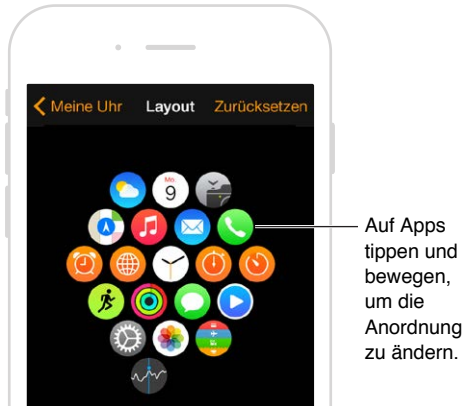 Meine Uhr Layout Zurücksetzen
Mo
9
Auf Apps
tippen und
bewegen,
um die
Anordnung
zu ändern.